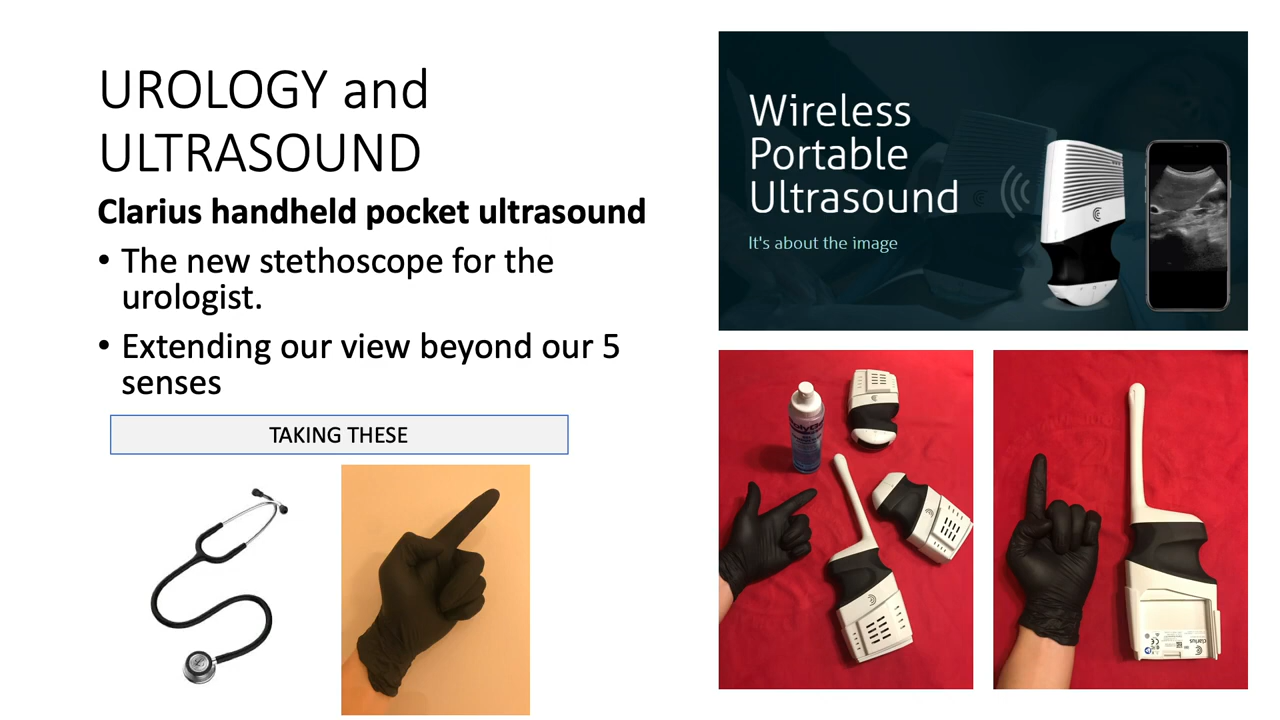 UROLOGY and
ULTRASOUND
Clarius handheld pocket ultrasound
• The new stethoscope for the
urologist.
• Extending our view beyond our 5
senses
TAKING THESE
Wireless
Portable
Ultrasound
It's about the image
clarius